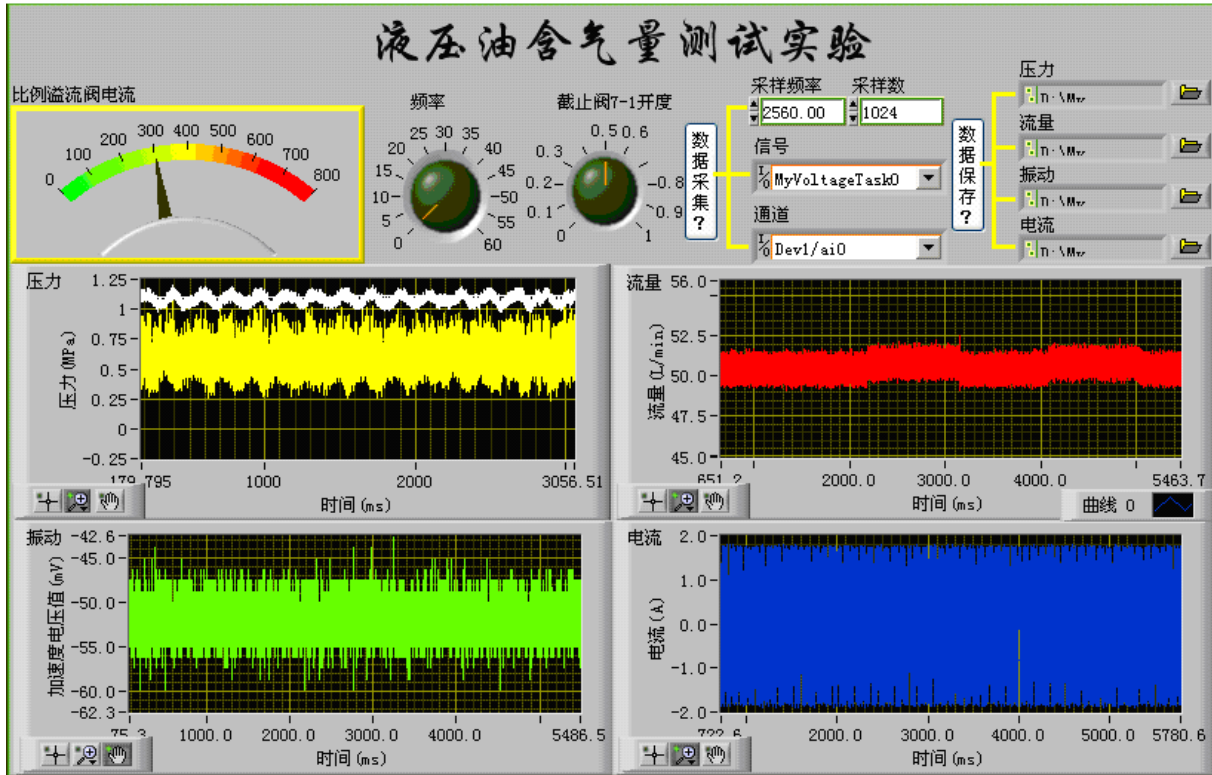 液压油含气量测试实验
比例溢流阀电流
0 100 200 300 400 500 600 700 800
频率
0 5 10 15 20 25 30 35 40 45 50 55 60
截止阀7-1开度
0 0.1 0.2 0.3 0.5 0.6 0.8 0.9 1
数据采集?
采样频率 采样数
2560.00 1024
信号
MyVoltageTask0
通道
Dev1/ai0
数据保存?
压力
流量
振动
电流
压力
压力(MPa)
1.25
1
0.75
0.5
0.25
0
-0.25
179.795 1000 2000 3056.51
时间(ms)
流量
流量(L/min)
56.0
52.5
50.0
47.5
45.0
651.2 2000.0 3000.0 4000.0 5463.7
时间(ms)
曲线 0
振动
加速度电压值(mV)
-42.6
-45.0
-50.0
-55.0
-60.0
-62.3
75.3 1000.0 2000.0 3000.0 4000.0 5486.5
时间(ms)
电流
电流(A)
2.0
1.0
0.0
-1.0
-2.0
722.6 2000.0 3000.0 4000.0 5000.0 5780.6
时间(ms)